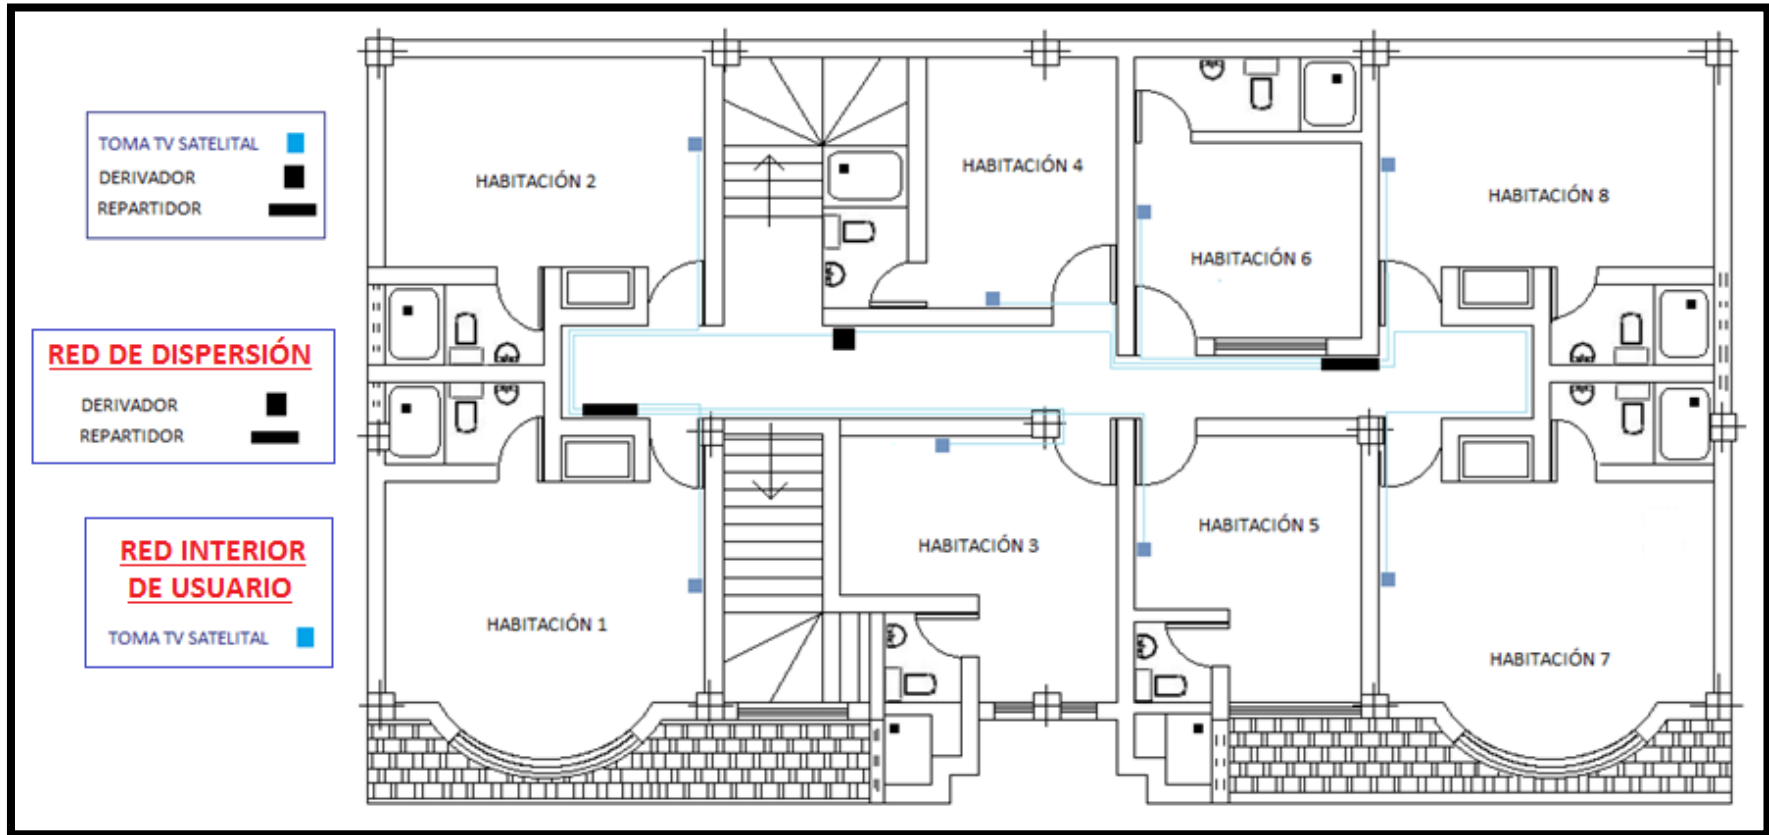 TOMA TV SATELITAL
DERIVADOR
REPARTIDOR
RED DE DISPERSIÓN
DERIVADOR
REPARTIDOR
RED INTERIOR
DE USUARIO
TOMA TV SATELITAL
HABITACIÓN 2
HABITACIÓN 4
HABITACIÓN 6
HABITACIÓN 8
HABITACIÓN 1
HABITACIÓN 3
HABITACIÓN 5
HABITACIÓN 7